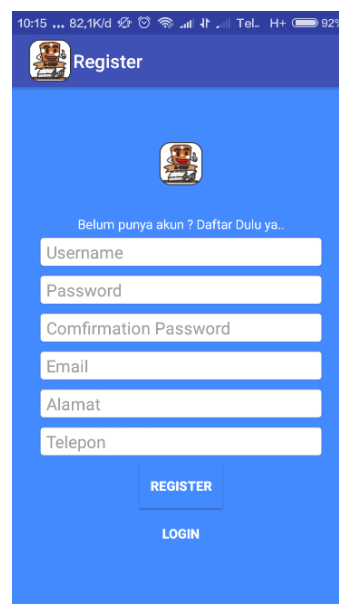 10:15 ... 82,1K/d Tel.. H+ 92%
Register
Belum punya akun ? Daftar Dulu ya..
Username
Password
Comfirmation Password
Email
Alamat
Telepon
REGISTER
LOGIN